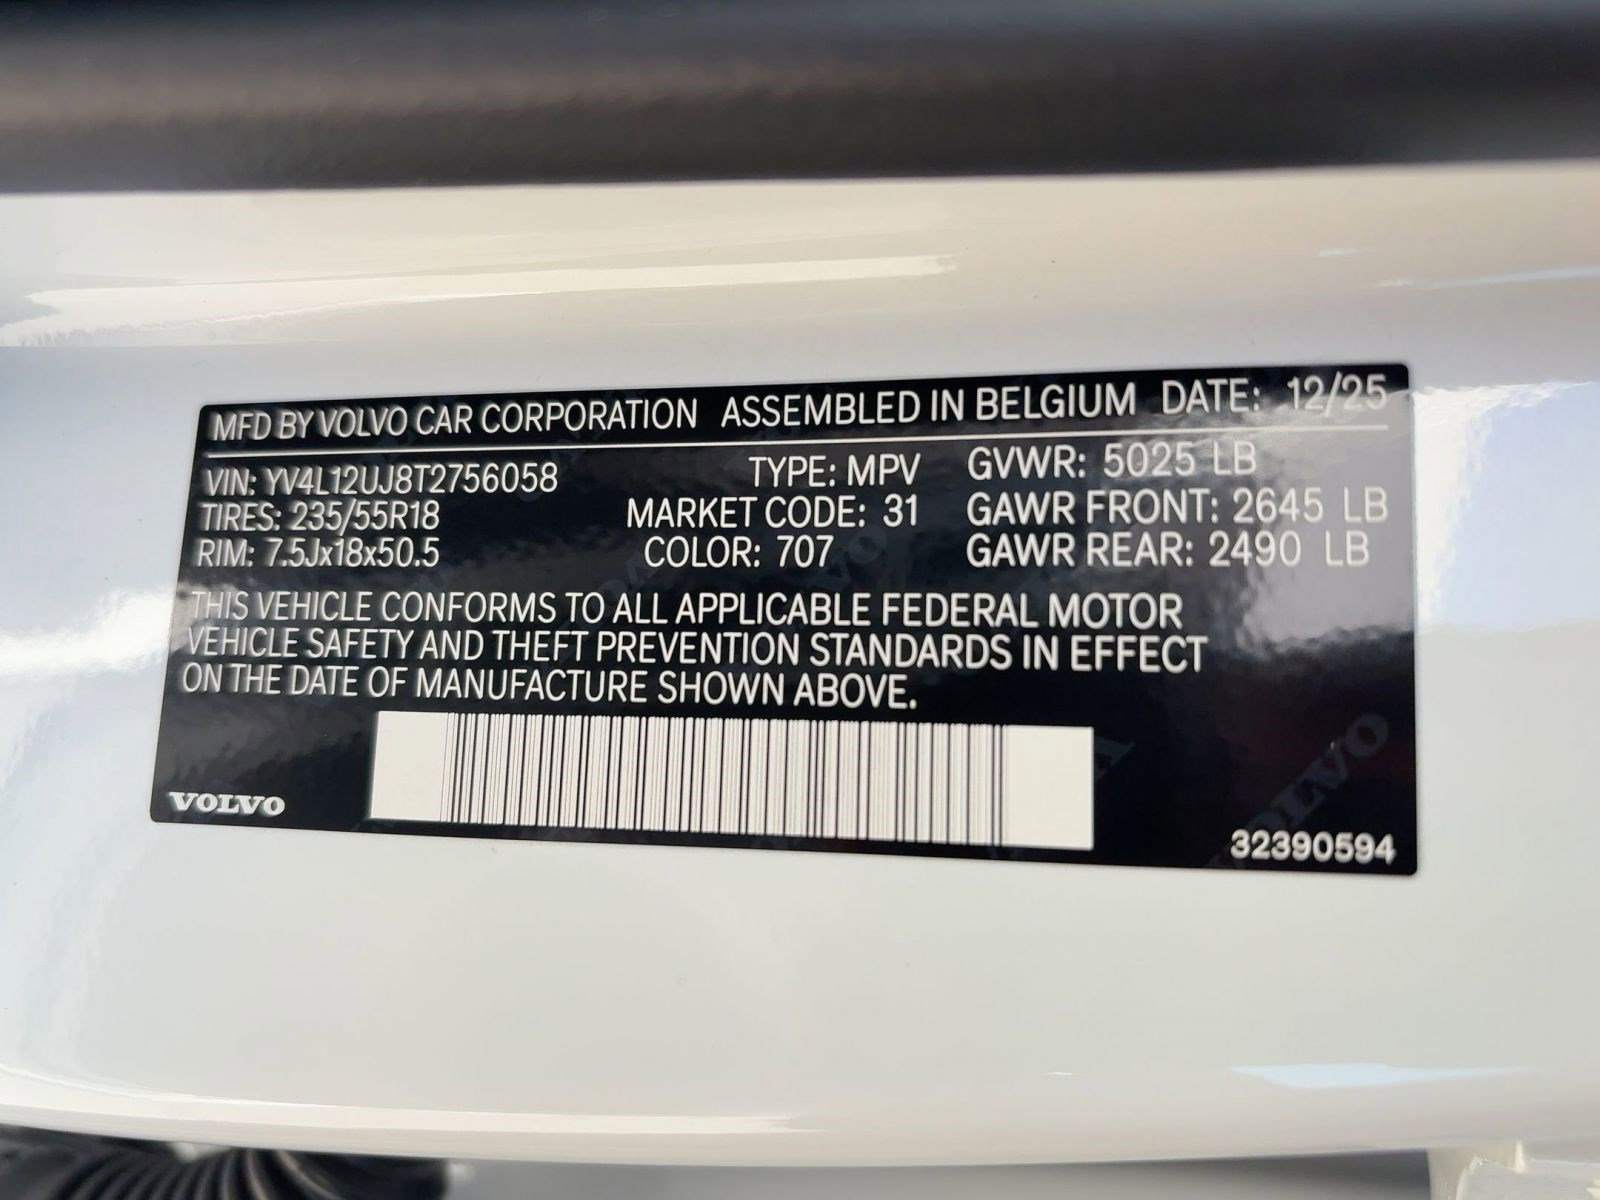 MFD BY VOLVO CAR CORPORATION ASSEMBLED IN BELGIUM DATE: 12/25
VIN: YV4L12UJ8T2756058 TYPE: MPV GVWR: 5025 LB
TIRES: 235/55R18 MARKET CODE: 31 GAWR FRONT: 2645 LB
RIM: 7.5Jx18x50.5 COLOR: 707 GAWR REAR: 2490 LB
THIS VEHICLE CONFORMS TO ALL APPLICABLE FEDERAL MOTOR
VEHICLE SAFETY AND THEFT PREVENTION STANDARDS IN EFFECT
ON THE DATE OF MANUFACTURE SHOWN ABOVE.
VOLVO
32390594
VOLVO